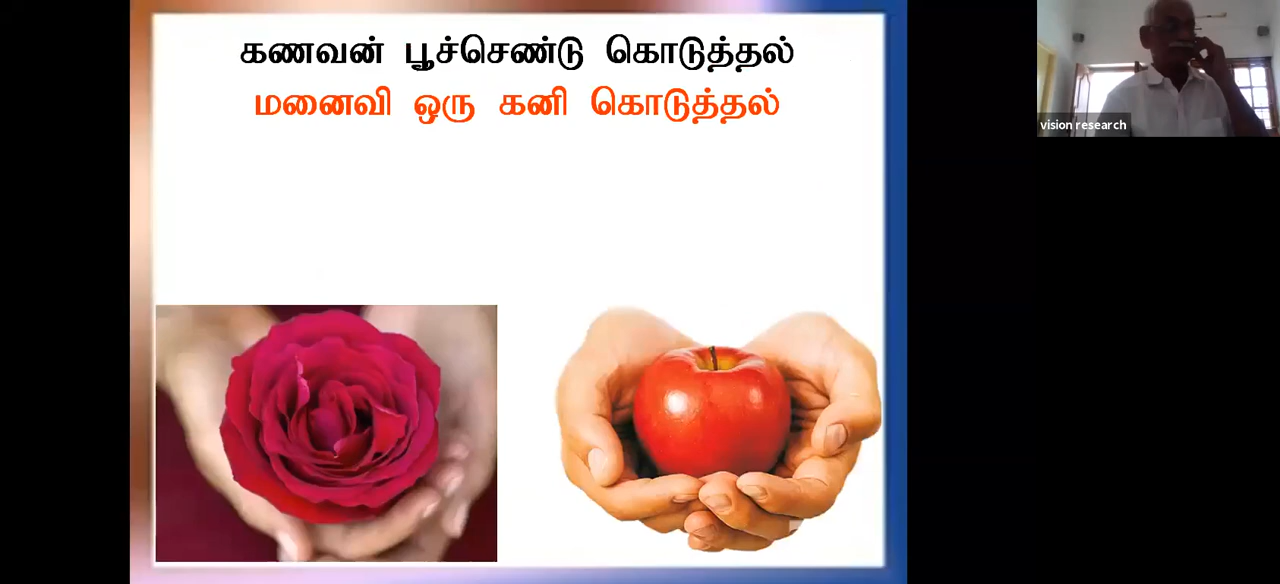 கணவன் பூச்செண்டு கொடுத்தல்
மனைவி ஒரு கனி கொடுத்தல்
vision research